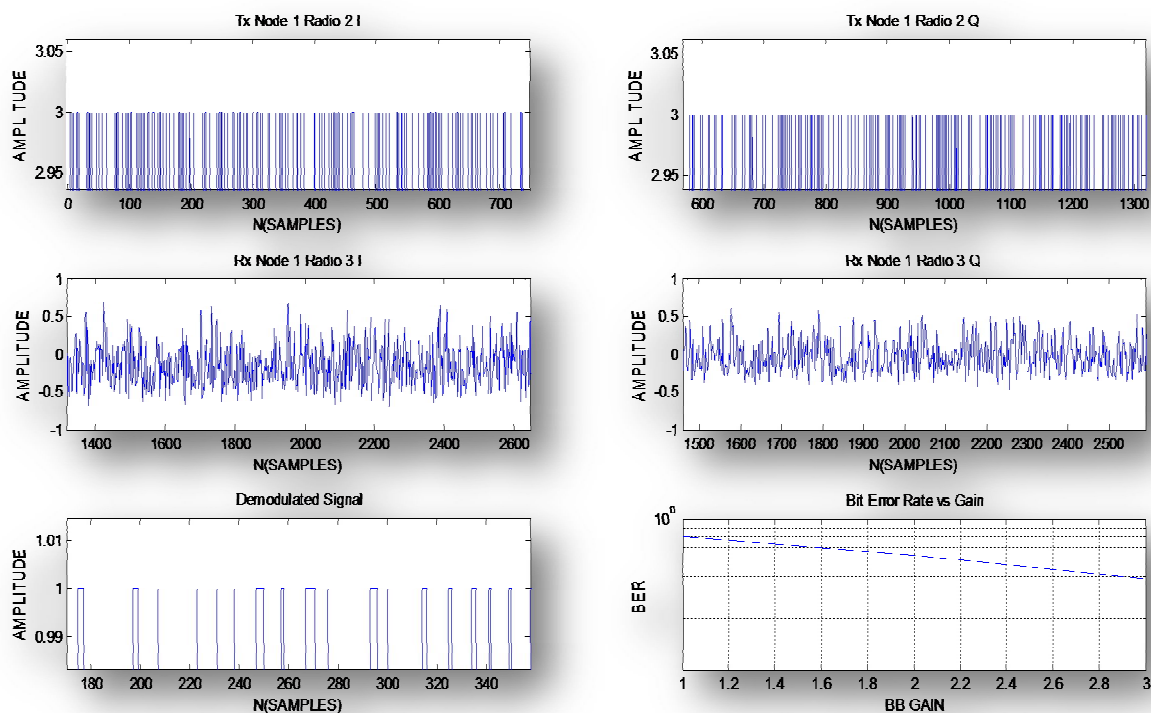 Tx Node 1 Radio 2 I
3.05
3
2.95
AMPL TUDE
0 100 200 300 400 500 600 700
N(SAMPLES)
Tx Node 1 Radio 2 Q
3.05
3
2.95
AMPL TUDE
600 700 800 900 1000 1100 1200 1300
N(SAMPLES)
Rx Node 1 Radio 3 I
1
0.5
0
-0.5
-1
AMPLITUDE
1400 1600 1800 2000 2200 2400 2600
N(SAMPLES)
Rx Node 1 Radio 3 Q
1
0.5
0
-0.5
-1
AMPLITUDE
1500 1600 1700 1800 1900 2000 2100 2200 2300 2400 2500
N(SAMPLES)
Demodulated Signal
1.01
1
0.99
AMPLITUDE
180 200 220 240 260 280 300 320 340
N(SAMPLES)
Bit Error Rate vs Gain
10^0
BER
1 1.2 1.4 1.6 1.8 2 2.2 2.4 2.6 2.8 3
BB GAIN